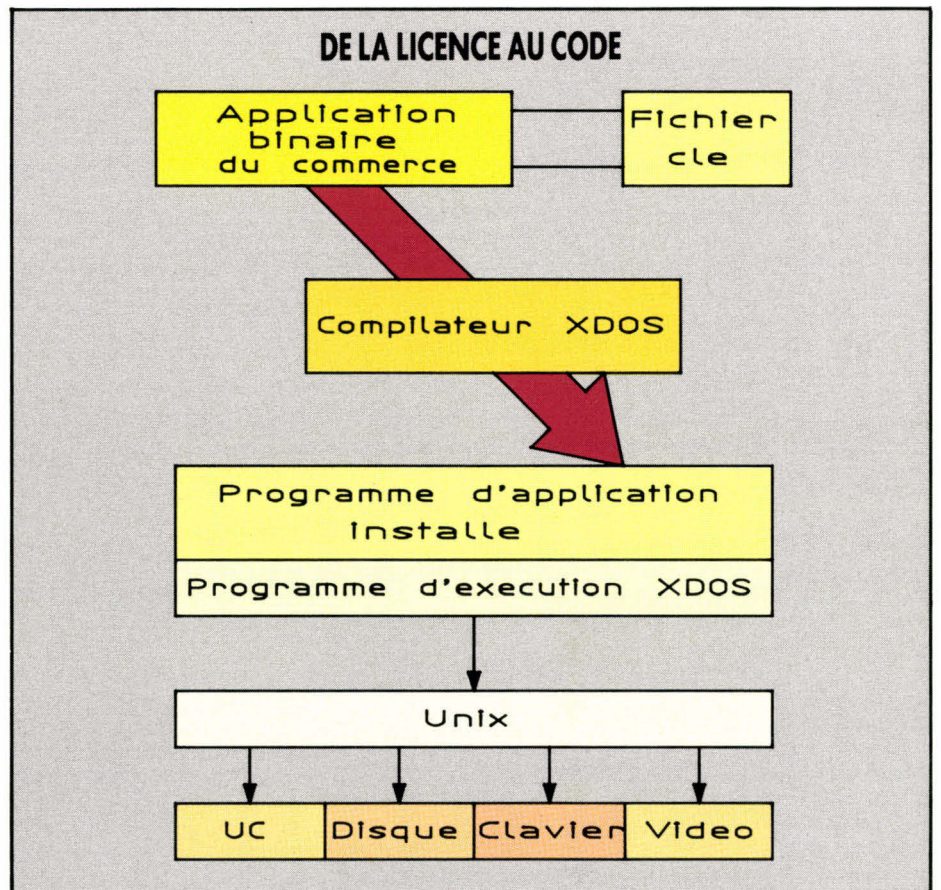 DE LA LICENCE AU CODE
Application
binaire
du commerce
Fichier
cle
Compilateur XDOS
Programme d'application
installe
Programme d'execution XDOS
Unix
UC
Disque
Clavier
Video